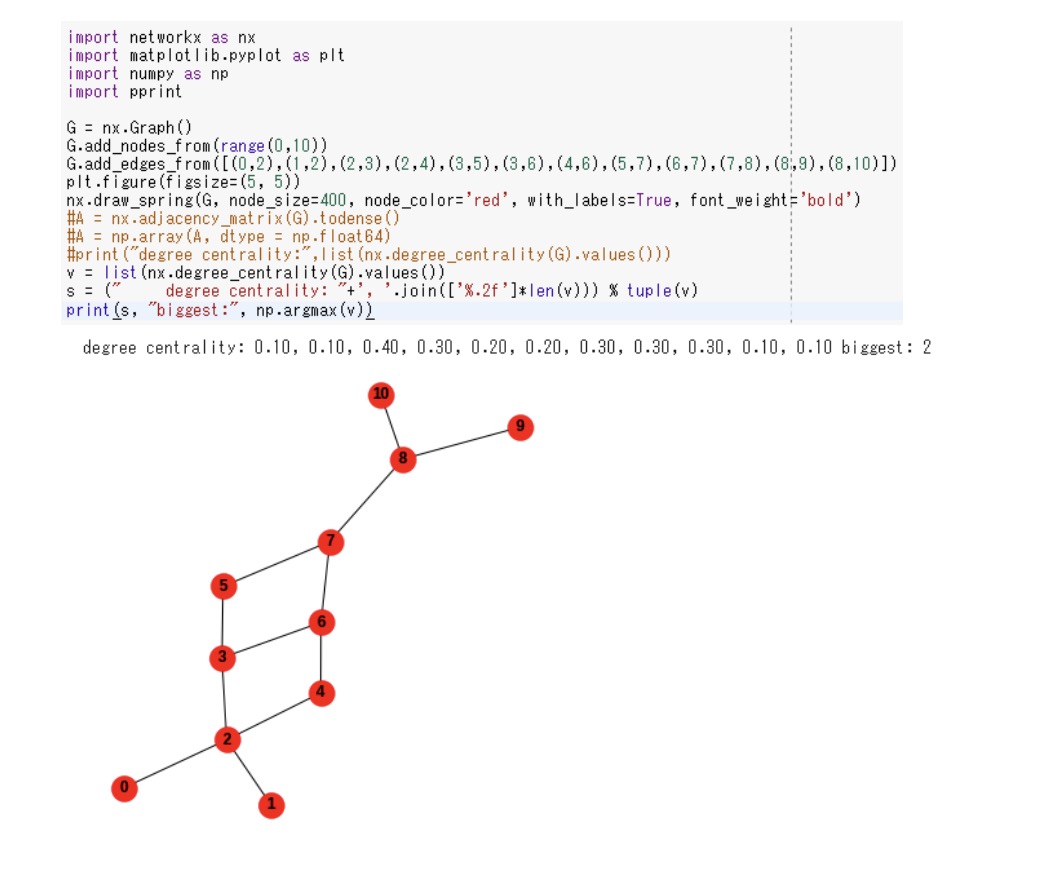 import networkx as nx
import matplotlib.pyplot as plt
import numpy as np
import pprint
G = nx.Graph()
G.add_nodes_from(range(0,10))
G.add_edges_from([(0,2),(1,2),(2,3),(2,4),(3,5),(3,6),(4,6),(5,7),(6,7),(7,8),(8,9),(8,10)])
plt.figure(figsize=(5, 5))
nx.draw_spring(G, node_size=400, node_color='red', with_labels=True, font_weight='bold')
#A = nx.adjacency_matrix(G).todense()
#A = np.array(A, dtype = np.float64)
#print("degree centrality:",list(nx.degree_centrality(G).values()))
v = list(nx.degree_centrality(G).values())
s = ("     degree centrality: "+', '.join(['%.2f']*len(v))) % tuple(v)
print(s, "biggest:", np.argmax(v))
degree centrality: 0.10, 0.10, 0.40, 0.30, 0.20, 0.20, 0.30, 0.30, 0.30, 0.10, 0.10 biggest: 2
10
9
8
7
5
6
3
4
2
0
1